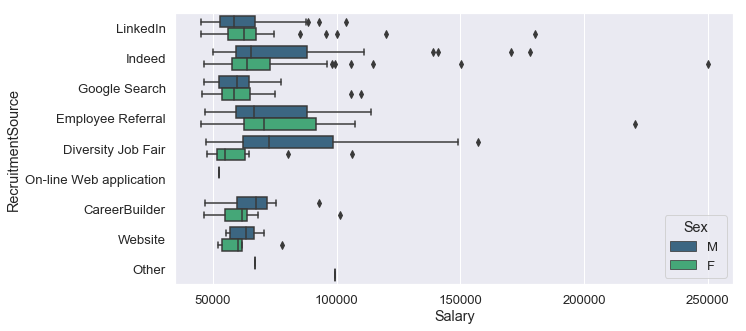 RecruitmentSource
LinkedIn
Indeed
Google Search
Employee Referral
Diversity Job Fair
On-line Web application
CareerBuilder
Website
Other
Sex
M
F
50000 100000 150000 200000 250000
Salary